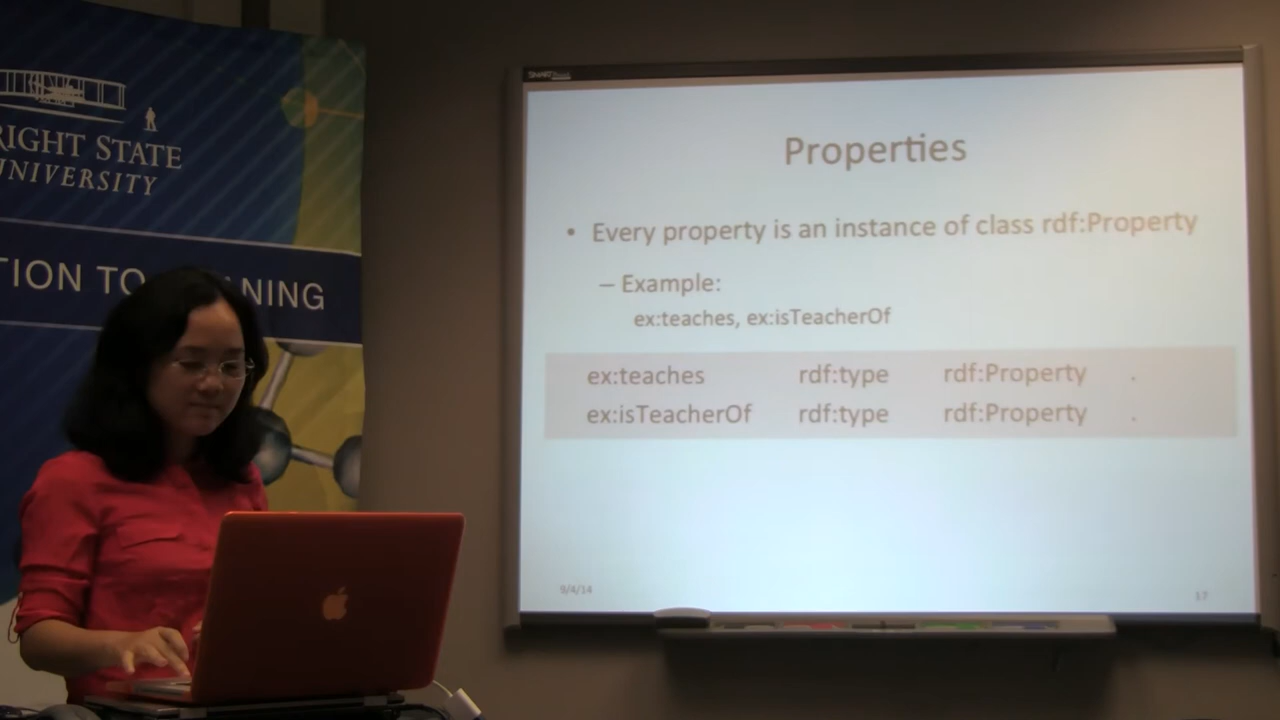 RIGHT STATE
UNIVERSITY
TION TO
NING
SMART
Properties
• Every property is an instance of class rdf:Property
– Example:
ex:teaches, ex:isTeacherOf
ex:teaches rdf:type rdf:Property .
ex:isTeacherOf rdf:type rdf:Property .
9/4/14
17